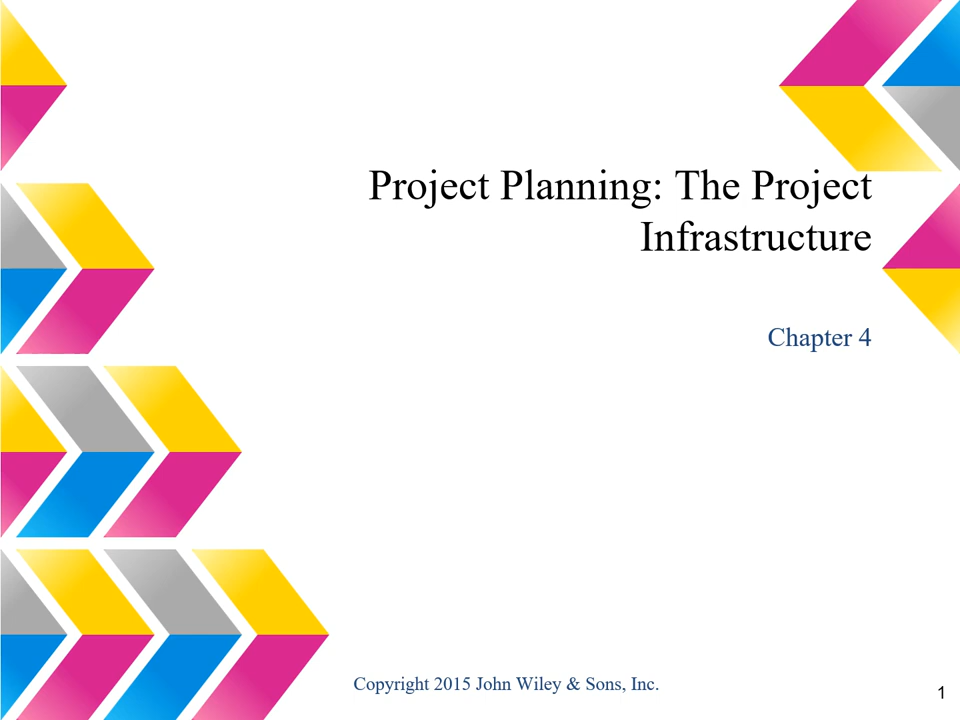 Project Planning: The Project
Infrastructure
Chapter 4
Copyright 2015 John Wiley & Sons, Inc.
1